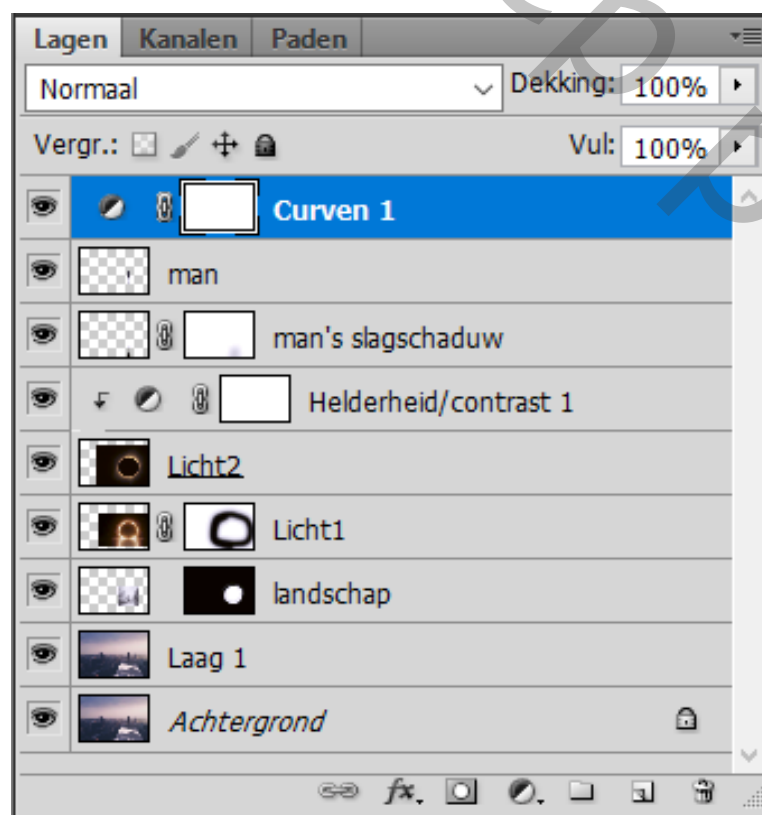 Lagen Kanalen Paden
Normaal Dekking: 100%
Vergr.: Vul: 100%
Curven 1
man
man's slagschaduw
Helderheid/contrast 1
Licht2
Licht1
landschap
Laag 1
Achtergrond
fx.